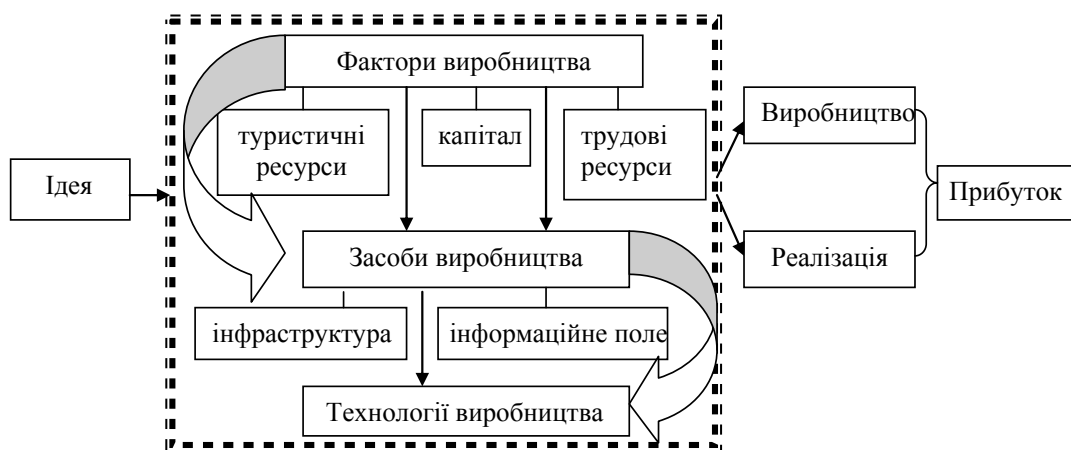 Фактори виробництва
туристичні
ресурси
капітал
трудові
ресурси
Ідея
Засоби виробництва
інфраструктура
інформаційне поле
Технології виробництва
Виробництво
Реалізація
Прибуток